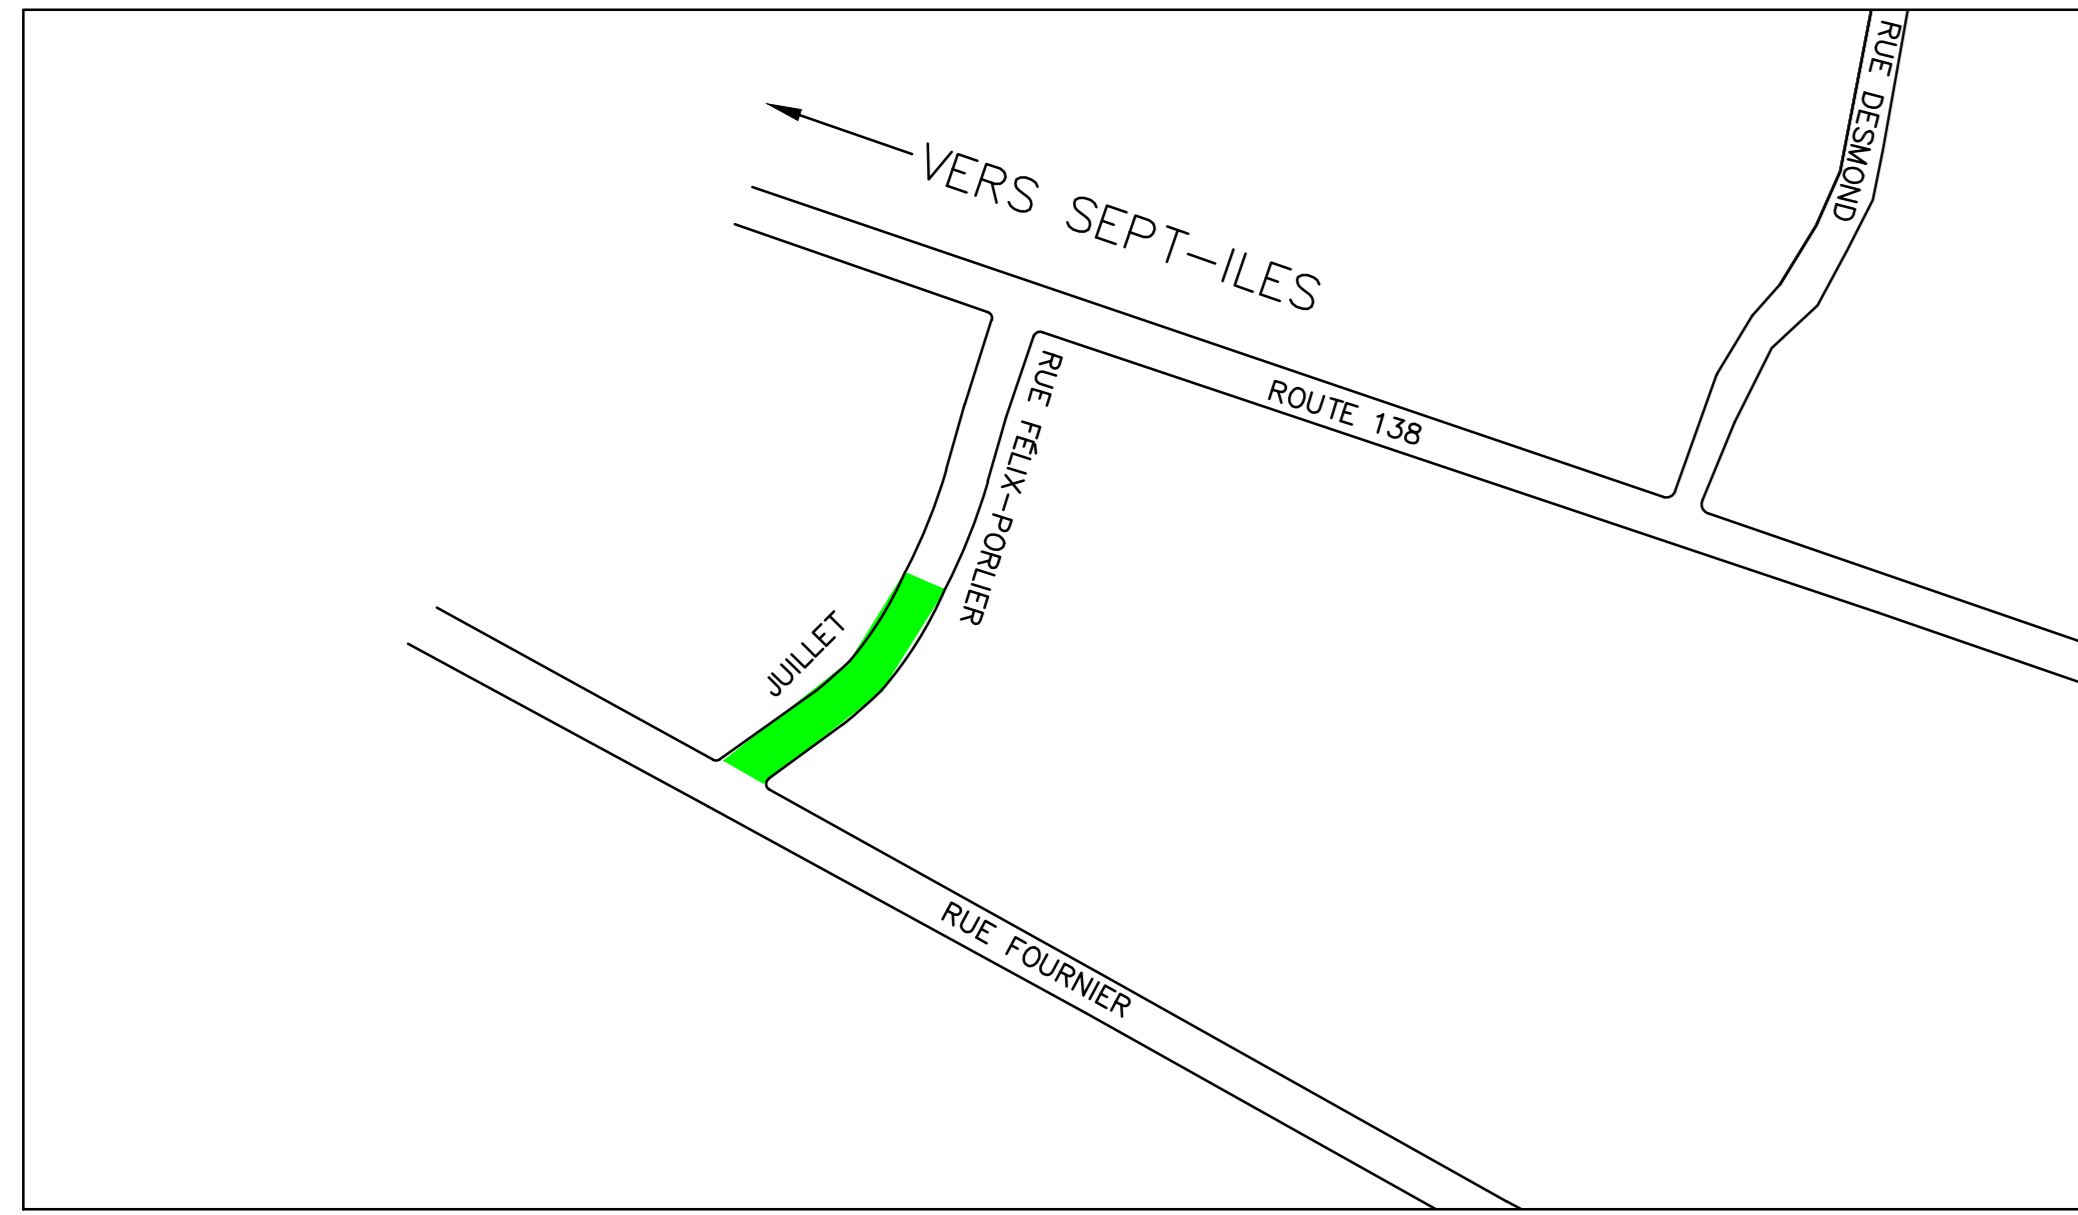 RUE DESMOND
VERS SEPT-ILES
ROUTE 138
RUE FÉLIX-PORLIER
JUILLET
RUE FOURNIER